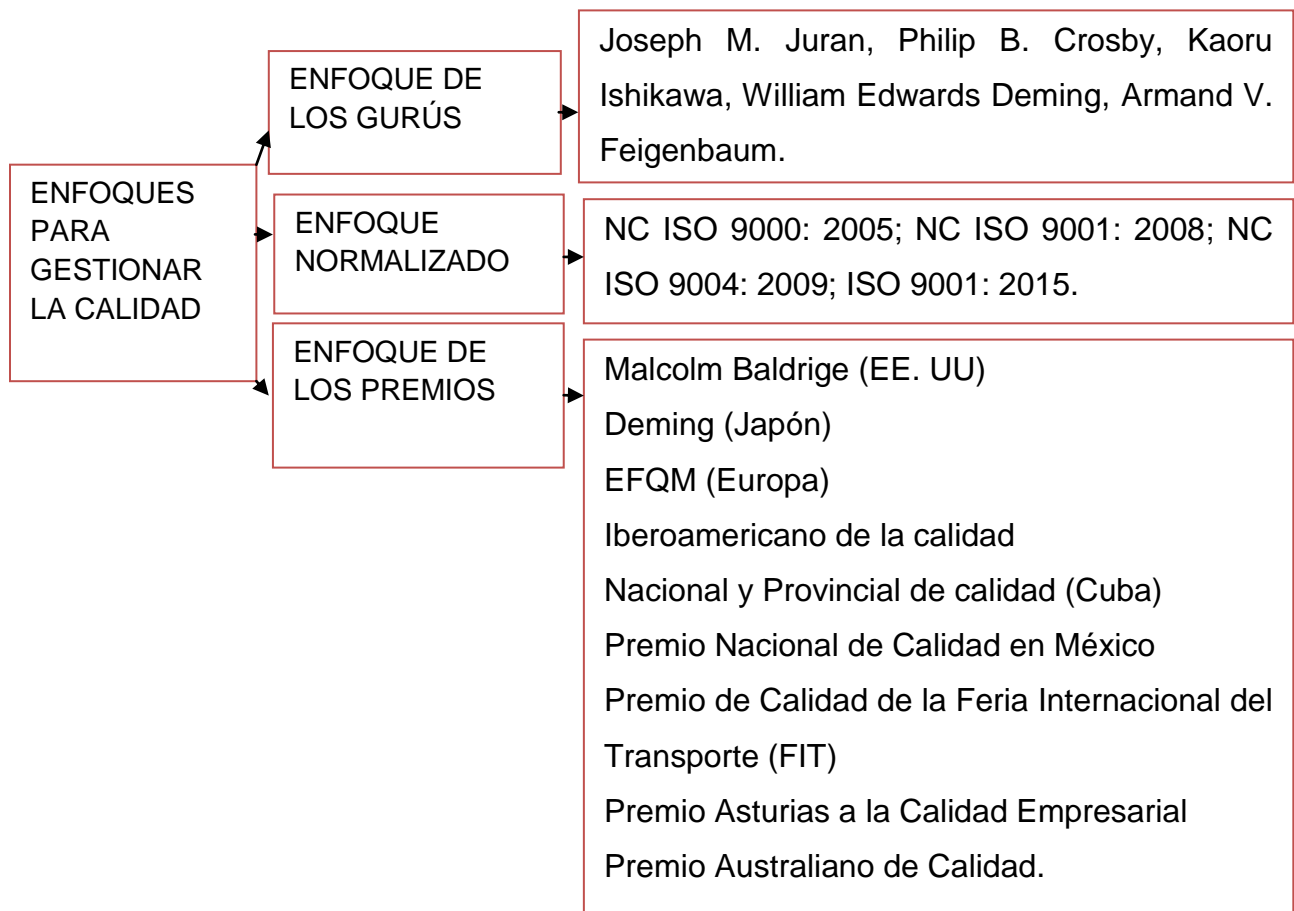 ENFOQUES
PARA
GESTIONAR
LA CALIDAD
ENFOQUE DE
LOS GURÚS
Joseph M. Juran, Philip B. Crosby, Kaoru
Ishikawa, William Edwards Deming, Armand V.
Feigenbaum.
ENFOQUE
NORMALIZADO
NC ISO 9000: 2005; NC ISO 9001: 2008; NC
ISO 9004: 2009; ISO 9001: 2015.
ENFOQUE DE
LOS PREMIOS
Malcolm Baldrige (EE. UU)
Deming (Japón)
EFQM (Europa)
Iberoamericano de la calidad
Nacional y Provincial de calidad (Cuba)
Premio Nacional de Calidad en México
Premio de Calidad de la Feria Internacional del
Transporte (FIT)
Premio Asturias a la Calidad Empresarial
Premio Australiano de Calidad.